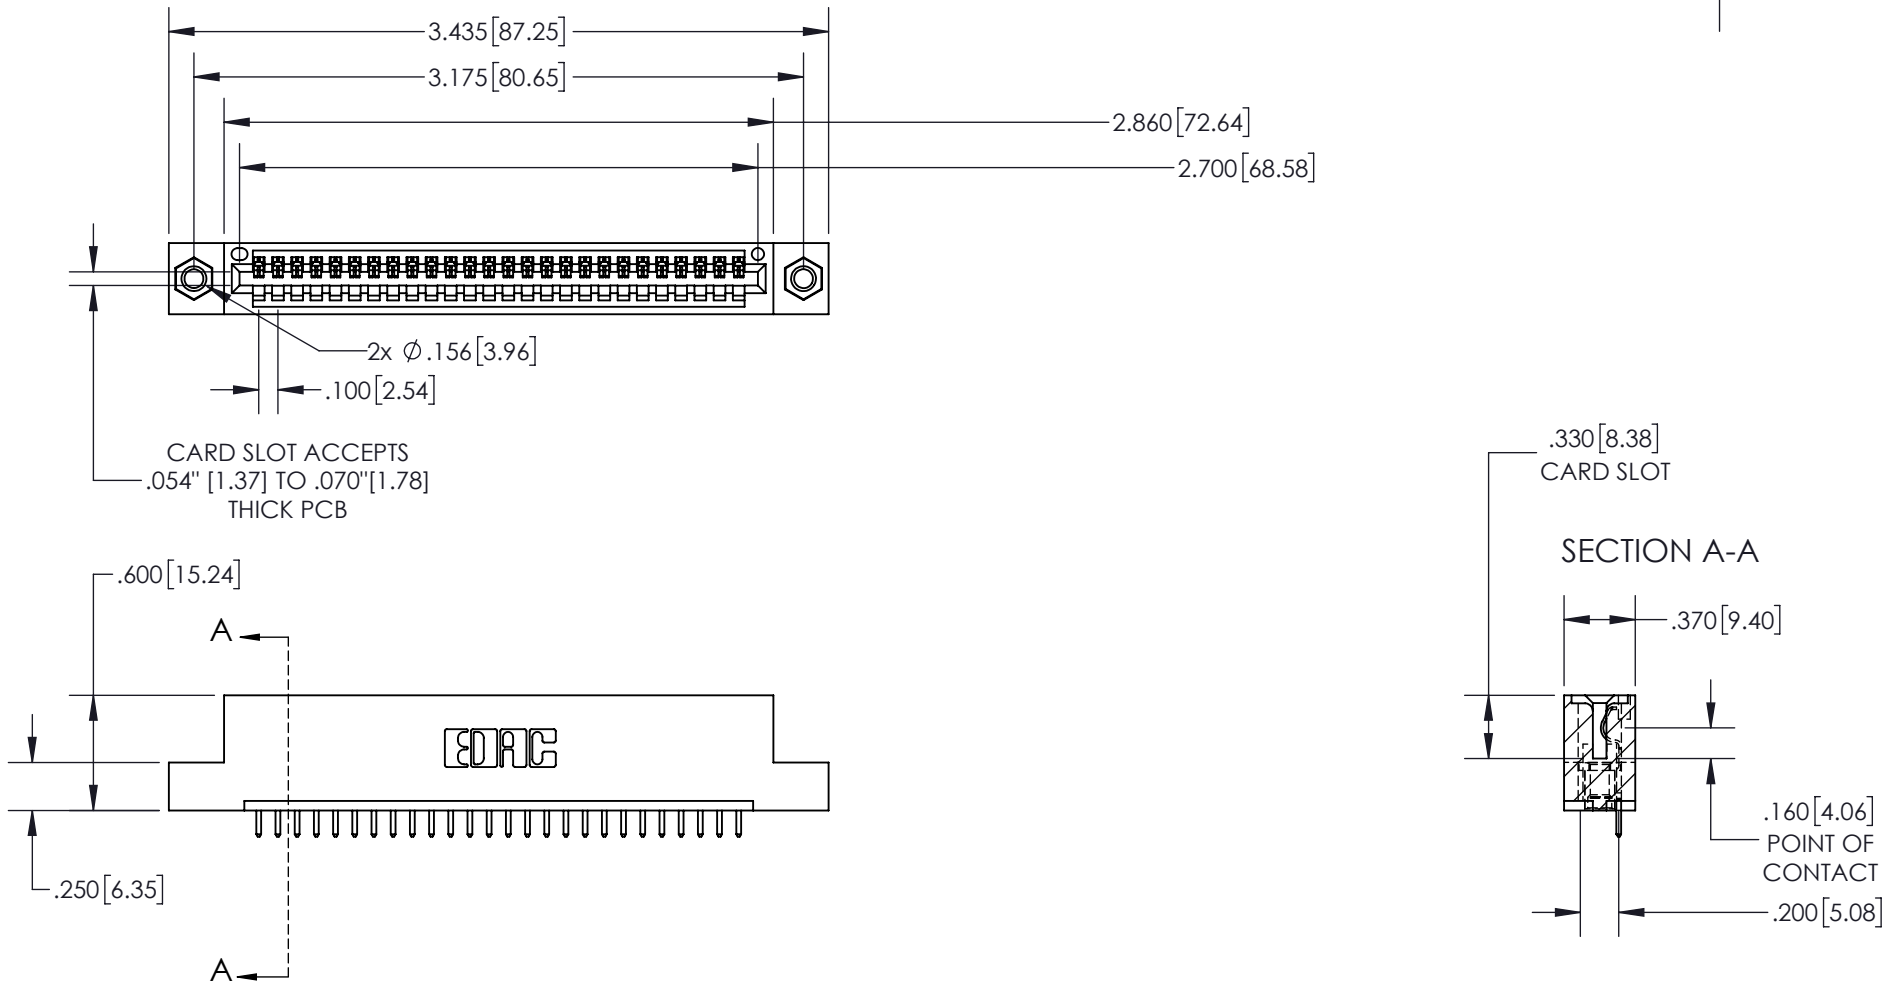 3.435[87.25]
3.175[80.65]
2.860[72.64]
2.700[68.58]
2x Ø.156[3.96]
.100[2.54]
CARD SLOT ACCEPTS
.054" [1.37] TO .070"[1.78]
THICK PCB
.330[8.38]
CARD SLOT
SECTION A-A
.600[15.24]
.370[9.40]
A
EDAC
.160[4.06]
POINT OF
CONTACT
.250[6.35]
.200[5.08]
A